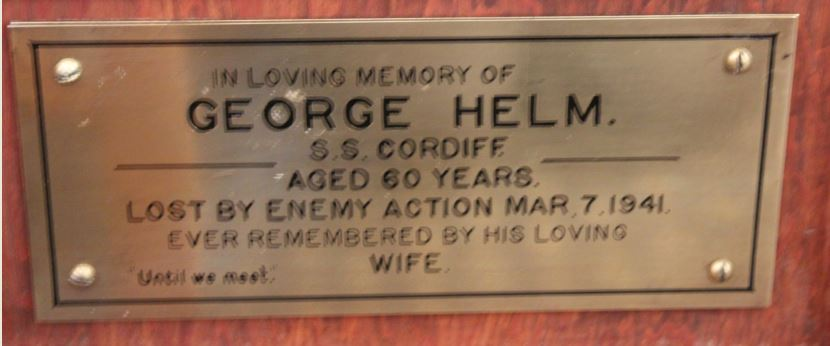 IN LOVING MEMORY OF
GEORGE HELM.
S.S. CORDIFF
AGED 60 YEARS.
LOST BY ENEMY ACTION MAR. 7. 1941.
EVER REMEMBERED BY HIS LOVING
WIFE.
"Until we meet."